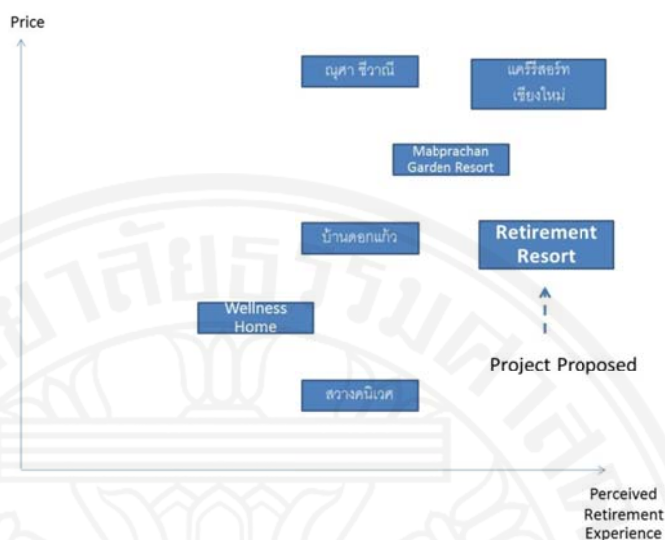 Price
ณุศา ชีวาณี
แคร์รีสอร์ท
เชียงใหม่
Mabprachan
Garden Resort
บ้านดอกแก้ว
Retirement
Resort
Wellness
Home
Project Proposed
สวางคนิเวศ
Perceived
Retirement
Experience